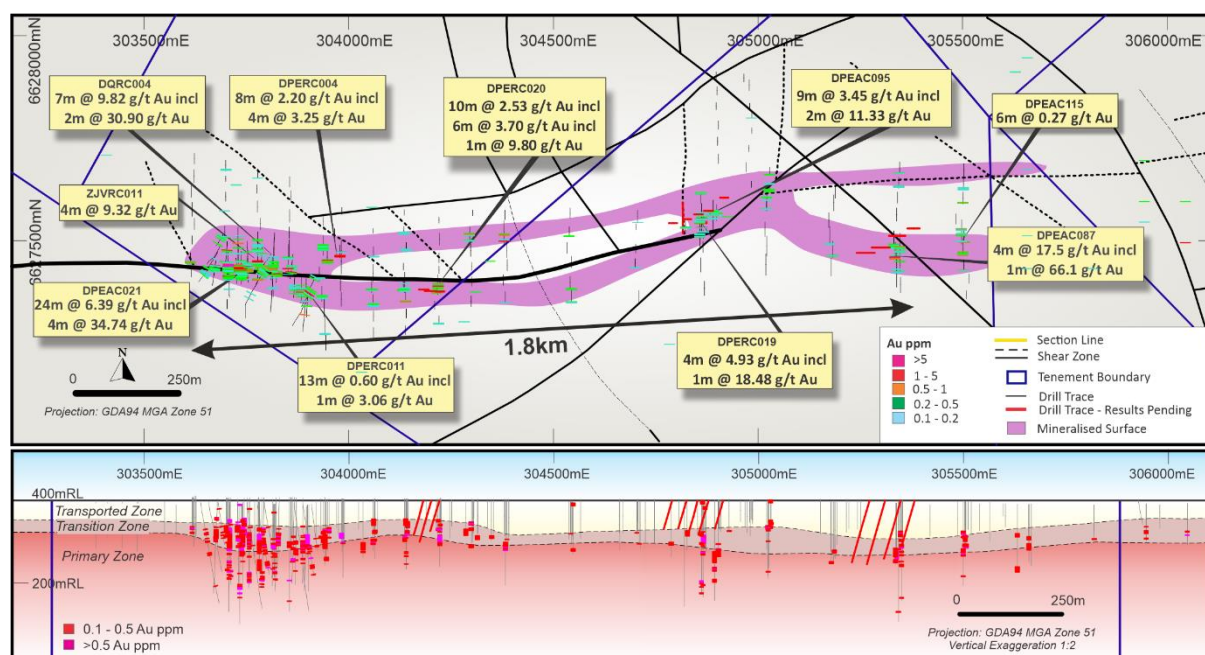 303500mE
304000mE
304500mE
305000mE
305500mE
306000mE
6628000mN
6627500mN
DQRC004
7m @ 9.82 g/t Au incl
2m @ 30.90 g/t Au
DPERC004
8m @ 2.20 g/t Au incl
4m @ 3.25 g/t Au
DPERC020
10m @ 2.53 g/t Au incl
6m @ 3.70 g/t Au incl
1m @ 9.80 g/t Au
DPEAC095
9m @ 3.45 g/t Au incl
2m @ 11.33 g/t Au
DPEAC115
6m @ 0.27 g/t Au
ZJVRC011
4m @ 9.32 g/t Au
DPEAC087
4m @ 17.5 g/t Au incl
1m @ 66.1 g/t Au
DPEAC021
24m @ 6.39 g/t Au incl
4m @ 34.74 g/t Au
DPERC011
13m @ 0.60 g/t Au incl
1m @ 3.06 g/t Au
1.8km
DPERC019
4m @ 4.93 g/t Au incl
1m @ 18.48 g/t Au
N
0
250m
Projection: GDA94 MGA Zone 51
Au ppm
>5
1 - 5
0.5 - 1
0.2 - 0.5
0.1 - 0.2
Section Line
Shear Zone
Tenement Boundary
Drill Trace
Drill Trace - Results Pending
Mineralised Surface
303500mE
304000mE
304500mE
305000mE
305500mE
306000mE
400mRL
Transported Zone
Transition Zone
Primary Zone
200mRL
0.1 - 0.5 Au ppm
>0.5 Au ppm
0
250m
Projection: GDA94 MGA Zone 51
Vertical Exaggeration 1:2